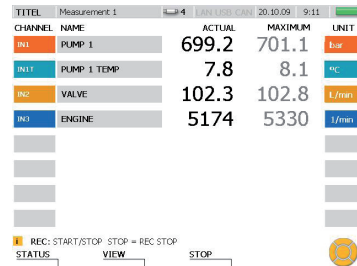 TITEL Measurement 1 4 LAN USB CAN 20.10.09 9:11
CHANNEL NAME ACTUAL MAXIMUM UNIT
IN1 PUMP 1 699.2 701.1 bar
IN1T PUMP 1 TEMP 7.8 8.1 °C
IN2 VALVE 102.3 102.8 L/min
IN3 ENGINE 5174 5330 1/min
i REC: START/STOP STOP = REC STOP
STATUS VIEW STOP